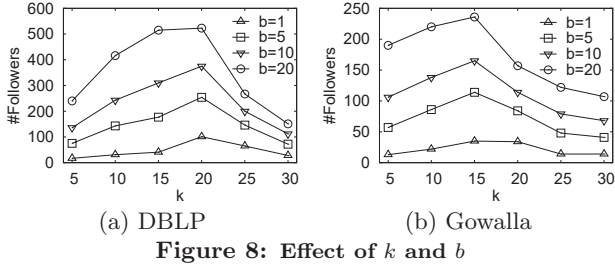 600
500
400
300
200
100
0
#Followers
b=1
b=5
b=10
b=20
5 10 15 20 25 30
k
(a) DBLP
250
200
150
100
50
0
#Followers
b=1
b=5
b=10
b=20
5 10 15 20 25 30
k
(b) Gowalla
Figure 8: Effect of k and b